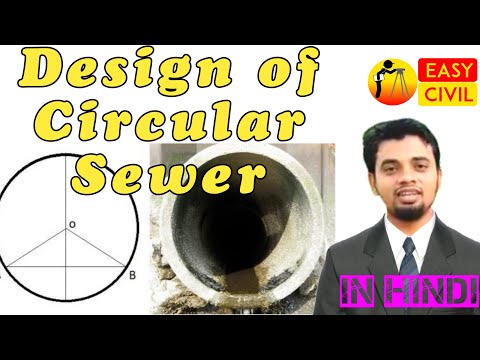 Design of
Circular
Sewer
EASY
CIVIL
O
B
IN HINDI